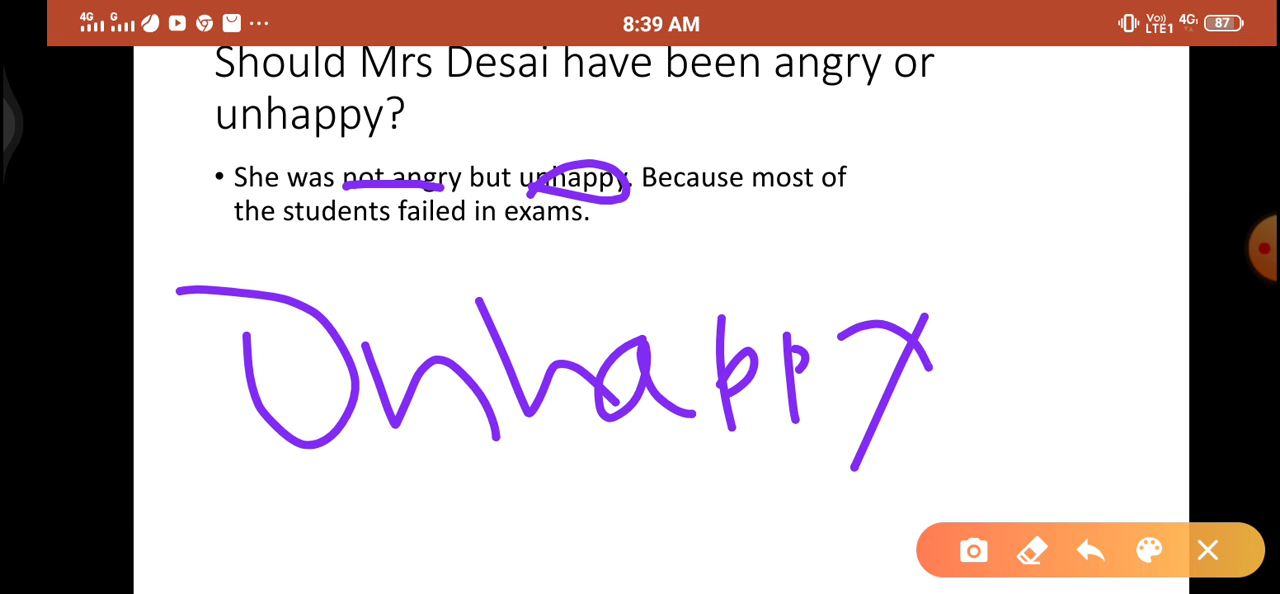 4G G 8:39 AM Vo)) LTE1 4G 87
Should Mrs Desai have been angry or
unhappy?
• She was not angry but unhappy. Because most of
the students failed in exams.
Unhappy